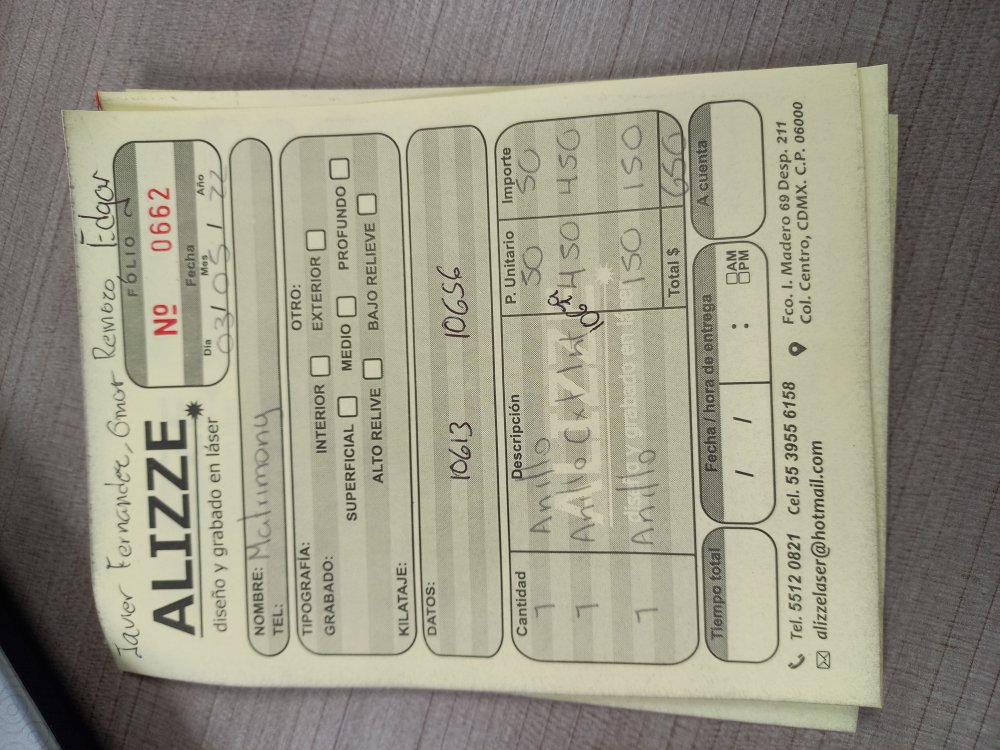 Javier Fernandez, Omar Remoco Edgar
ALIZZE
diseño y grabado en láser
FOLIO
Nº 0662
Fecha
Día Mes Año
03/05/22
NOMBRE: Matrimony
TEL:
TIPOGRAFÍA:
GRABADO:
INTERIOR
OTRO:
EXTERIOR
SUPERFICIAL
MEDIO
PROFUNDO
ALTO RELIVE
BAJO RELIEVE
KILATAJE:
DATOS:
10613 10656
Cantidad Descripción P. Unitario Importe
1 Anillo 50 50
1 Anillo Ext Int 450 450
1 Anillo 150 150
Total $ 650
Tiempo total
Fecha / hora de entrega
/ / : AM
PM
A cuenta
Tel. 5512 0821 Cel. 55 3955 6158
alizzelaser@hotmail.com
Fco. I. Madero 69 Desp. 211
Col. Centro, CDMX. C.P. 06000